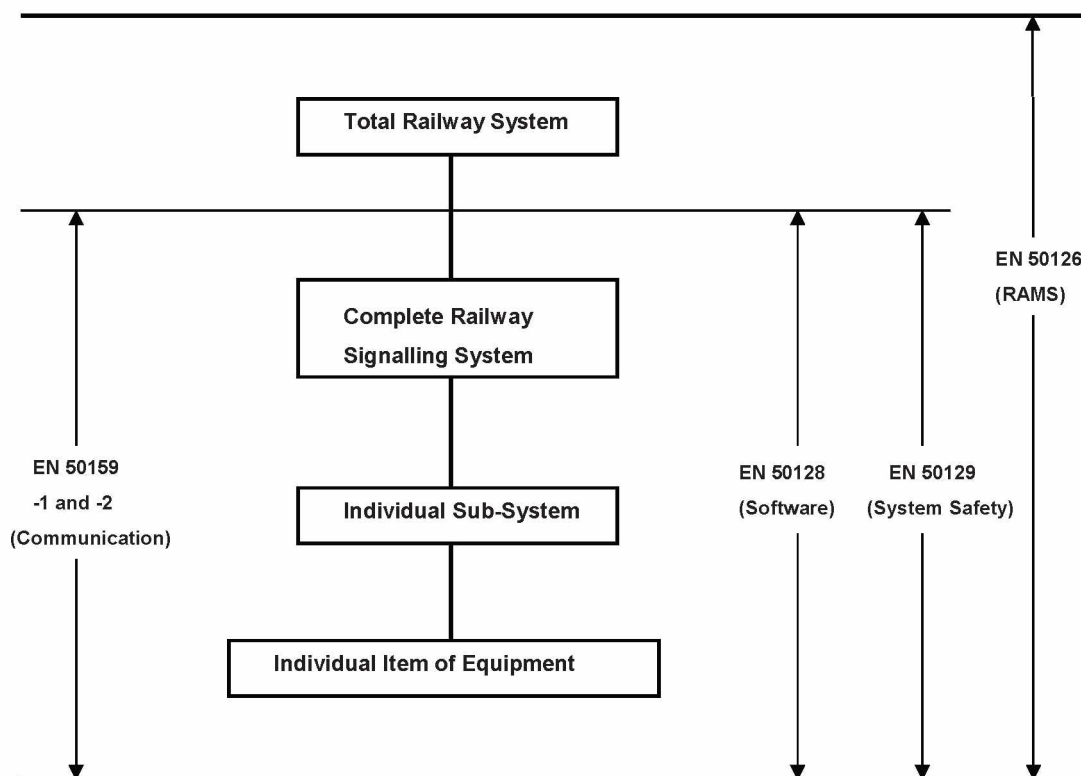 Total Railway System
EN 50126
(RAMS)
Complete Railway
Signalling System
EN 50159
-1 and -2
(Communication)
EN 50128
(Software)
EN 50129
(System Safety)
Individual Sub-System
Individual Item of Equipment